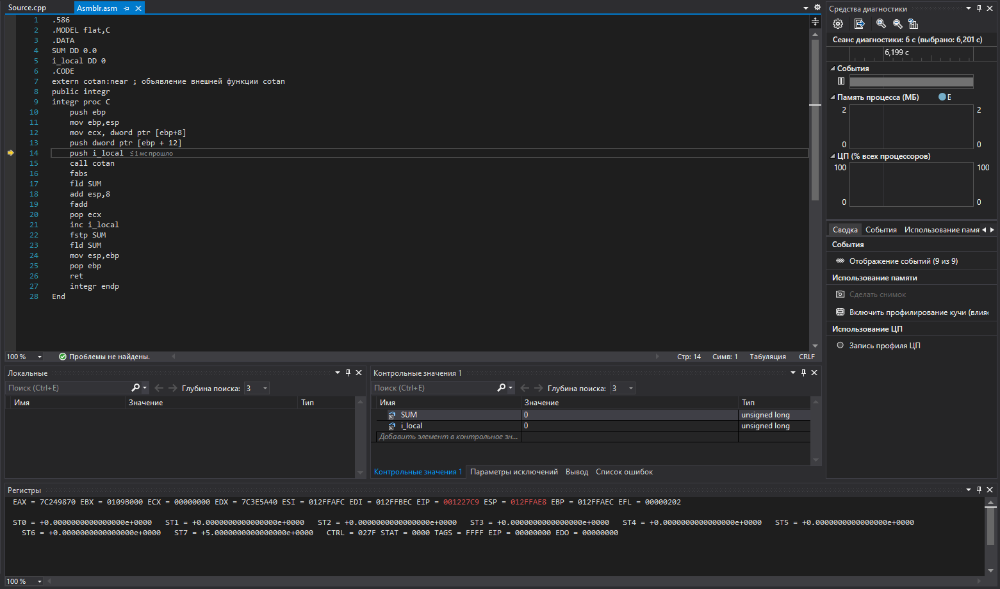 Source.cpp
Asmblr.asm
1 .586
2 .MODEL flat,C
3 .DATA
4 SUM DD 0.0
5 i_local DD 0
6 .CODE
7 extern cotan:near ; объявление внешней функции cotan
8 public integr
9 integr proc C
10 push ebp
11 mov ebp,esp
12 mov ecx, dword ptr [ebp+8]
13 push dword ptr [ebp + 12]
14 push i_local ≤ 1 мс прошло
15 call cotan
16 fabs
17 fld SUM
18 add esp,8
19 fadd
20 pop ecx
21 inc i_local
22 fstp SUM
23 fld SUM
24 mov esp,ebp
25 pop ebp
26 ret
27 integr endp
28 End
100 %
Проблемы не найдены.
Стр: 14 Симв: 1 Табуляция CRLF
Локальные
Поиск (Ctrl+E) Глубина поиска: 3
Имя Значение Тип
Контрольные значения 1
Поиск (Ctrl+E) Глубина поиска: 3
Имя Значение Тип
SUM 0 unsigned long
i_local 0 unsigned long
Добавить элемент в контрольное зн...
Контрольные значения 1 Параметры исключений Вывод Список ошибок
Средства диагностики
Сеанс диагностики: 6 с (выбрано: 6,201 с)
6,199 с
События
Память процесса (МБ) Е
2 2
0 0
ЦП (% всех процессоров)
100 100
0 0
Сводка События Использование памя
События
Отображение событий (9 из 9)
Использование памяти
Сделать снимок
Включить профилирование кучи (влия
Использование ЦП
Запись профиля ЦП
Регистры
EAX = 7C249870 EBX = 0109B000 ECX = 00000000 EDX = 7C3E5A40 ESI = 012FFAFC EDI = 012FFBEC EIP = 001227C9 ESP = 012FFAE8 EBP = 012FFAEC EFL = 00000202
ST0 = +0.0000000000000000e+0000 ST1 = +0.0000000000000000e+0000 ST2 = +0.0000000000000000e+0000 ST3 = +0.0000000000000000e+0000 ST4 = +0.0000000000000000e+0000 ST5 = +0.0000000000000000e+0000
ST6 = +0.0000000000000000e+0000 ST7 = +5.0000000000000000e+0000 CTRL = 027F STAT = 0000 TAGS = FFFF EIP = 00000000 EDO = 00000000
100 %